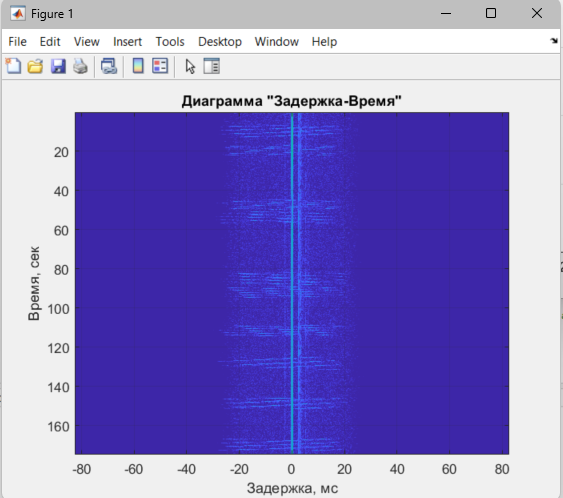 Figure 1
File Edit View Insert Tools Desktop Window Help
Диаграмма "Задержка-Время"
20
40
60
80
100
120
140
160
Время, сек
-80 -60 -40 -20 0 20 40 60 80
Задержка, мс